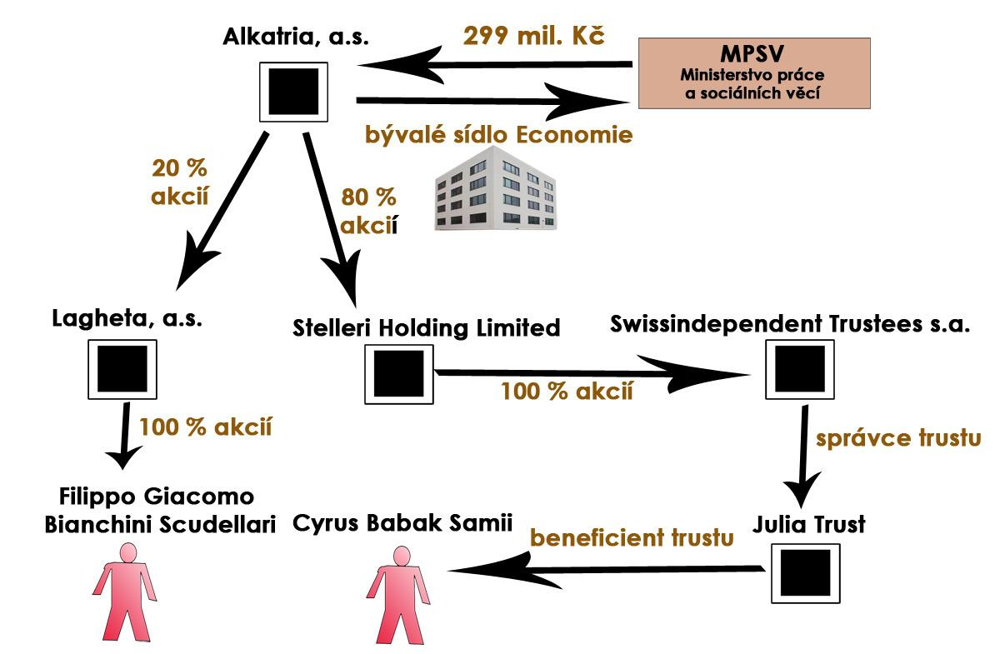 Alkatria, a.s.
299 mil. Kč
MPSV
Ministerstvo práce
a sociálních věcí
bývalé sídlo Economie
20 %
akcií
80 %
akcií
Lagheta, a.s.
Stelleri Holding Limited
Swissindependent Trustees s.a.
100 % akcií
100 % akcií
správce trustu
Filippo Giacomo
Bianchini Scudellari
Cyrus Babak Samii
beneficient trustu
Julia Trust